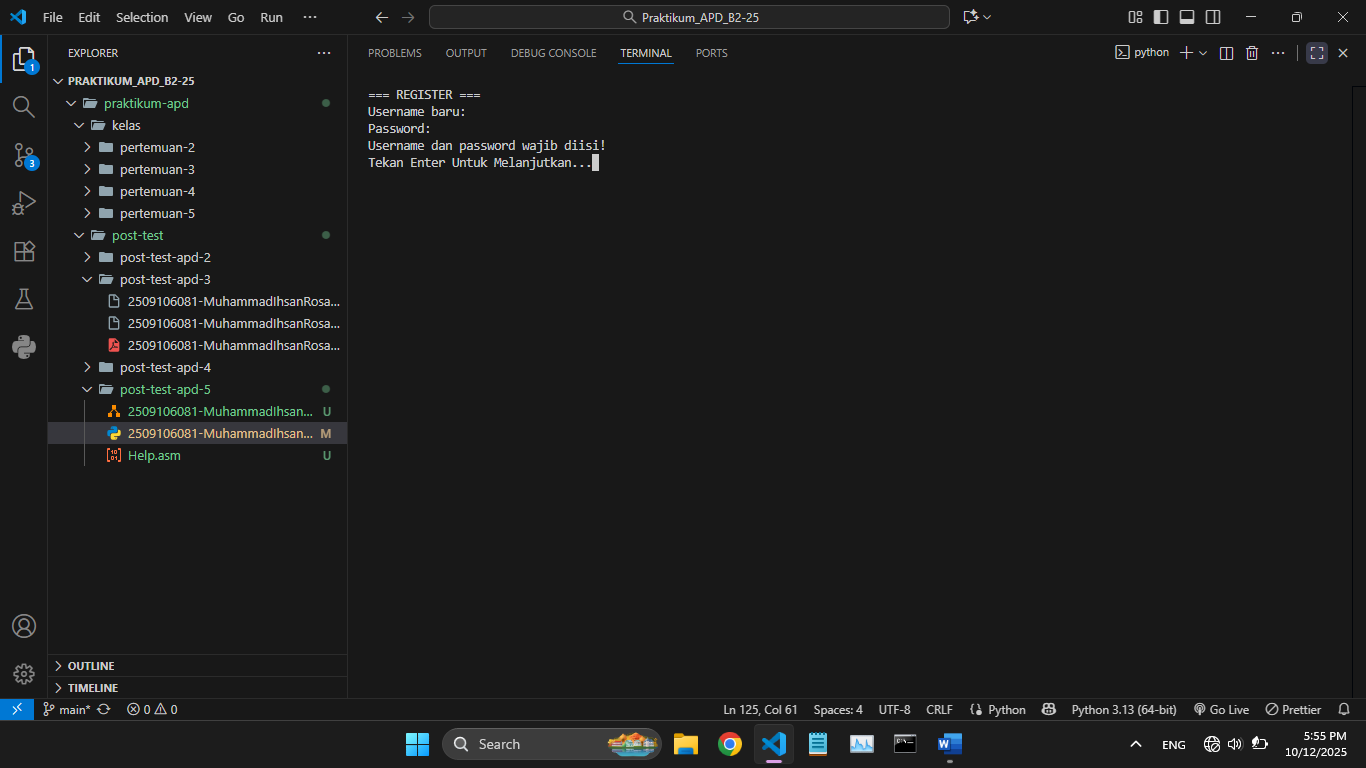 File Edit Selection View Go Run ···
Praktikum_APD_B2-25
EXPLORER
PRAKTIKUM_APD_B2-25
praktikum-apd
kelas
pertemuan-2
pertemuan-3
pertemuan-4
pertemuan-5
post-test
post-test-apd-2
post-test-apd-3
2509106081-MuhammadIhsanRosa...
2509106081-MuhammadIhsanRosa...
2509106081-MuhammadIhsanRosa...
post-test-apd-4
post-test-apd-5
2509106081-MuhammadIhsan... U
2509106081-MuhammadIhsan... M
Help.asm U
OUTLINE
TIMELINE
1
3
PROBLEMS OUTPUT DEBUG CONSOLE TERMINAL PORTS
python
=== REGISTER ===
Username baru:
Password:
Username dan password wajib diisi!
Tekan Enter Untuk Melanjutkan...
main* 0 0
Ln 125, Col 61 Spaces: 4 UTF-8 CRLF Python Python 3.13 (64-bit) Go Live Prettier
Search
ENG
5:55 PM
10/12/2025